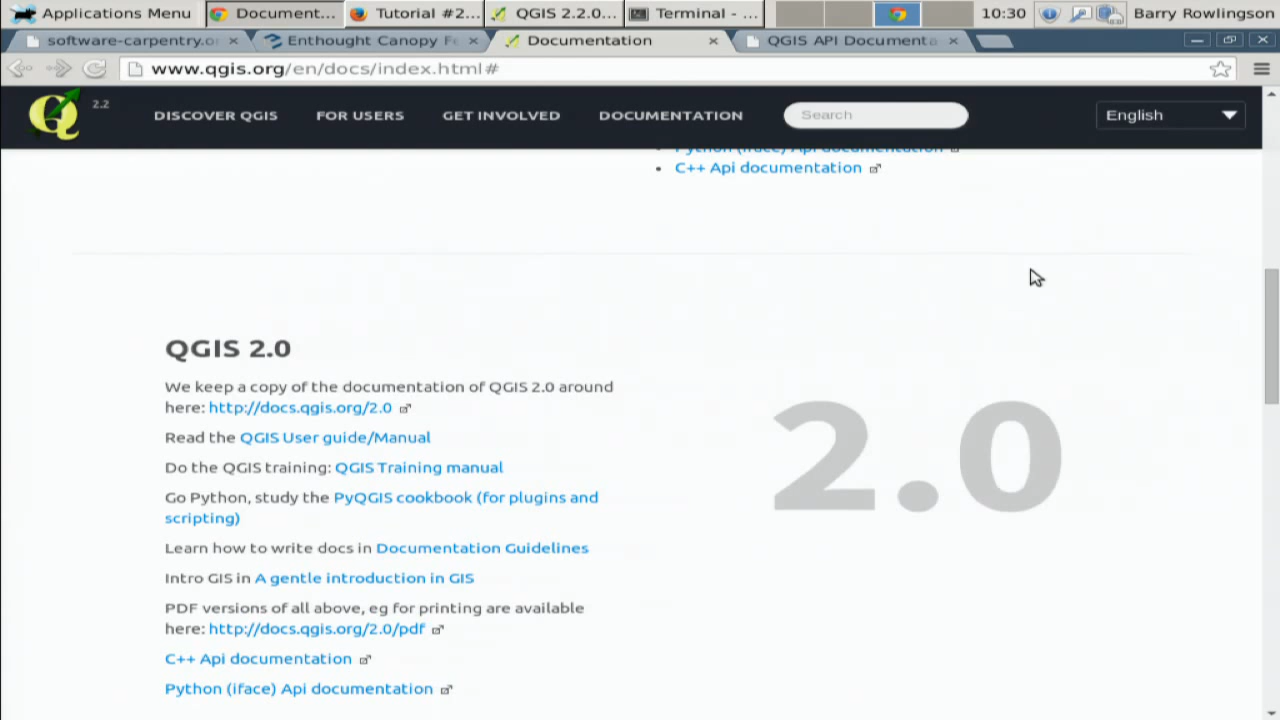 Applications Menu
Document...
Tutorial #2...
QGIS 2.2.0...
Terminal - ...
10:30
Barry Rowlingson
software-carpentry.or
Enthought Canopy Fe
Documentation
QGIS API Documenta
www.qgis.org/en/docs/index.html#
2.2
DISCOVER QGIS
FOR USERS
GET INVOLVED
DOCUMENTATION
Search
English
Python (iface) Api documentation
C++ Api documentation
QGIS 2.0
We keep a copy of the documentation of QGIS 2.0 around
here: http://docs.qgis.org/2.0
Read the QGIS User guide/Manual
Do the QGIS training: QGIS Training manual
Go Python, study the PyQGIS cookbook (for plugins and
scripting)
Learn how to write docs in Documentation Guidelines
Intro GIS in A gentle introduction in GIS
PDF versions of all above, eg for printing are available
here: http://docs.qgis.org/2.0/pdf
C++ Api documentation
Python (iface) Api documentation
2.0